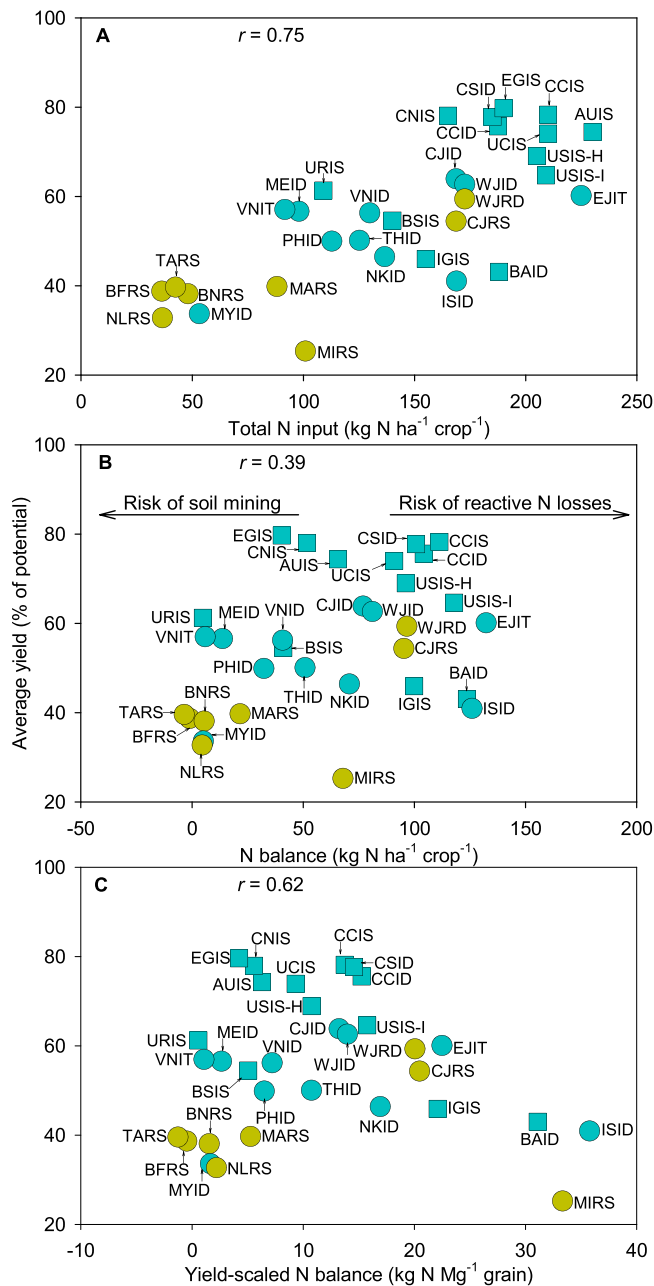 A
r = 0.75
80
60
40
20
0
50
100
150
200
250
Total N input (kg N ha-1 crop-1)
EGIS
CSID
CCIS
CNIS
CCID
UCIS
AUIS
USIS-H
USIS-I
EJIT
CJID
WJID
WJRD
CJRS
URIS
MEID
VNIT
VNID
BSIS
PHID
THID
NKID
IGIS
BAID
ISID
TARS
BFRS
BNRS
NLRS
MYID
MARS
MIRS
100
B
r = 0.39
Risk of soil mining
Risk of reactive N losses
80
60
40
20
-50
0
50
100
150
200
N balance (kg N ha-1 crop-1)
Average yield (% of potential)
EGIS
CNIS
AUIS
CSID
CCIS
CCID
UCIS
USIS-H
USIS-I
EJIT
CJID
WJID
WJRD
CJRS
URIS
MEID
VNIT
VNID
BSIS
PHID
THID
NKID
IGIS
BAID
ISID
TARS
BNRS
MARS
BFRS
MYID
NLRS
MIRS
100
C
r = 0.62
80
60
40
20
-10
0
10
20
30
40
Yield-scaled N balance (kg N Mg-1 grain)
CNIS
EGIS
AUIS
UCIS
CCIS
CSID
CCID
USIS-H
CJID
USIS-I
URIS
MEID
VNIT
VNID
WJID
WJRD
EJIT
CJRS
BSIS
PHID
THID
NKID
IGIS
BAID
ISID
BNRS
TARS
MARS
BFRS
MYID
NLRS
MIRS
100